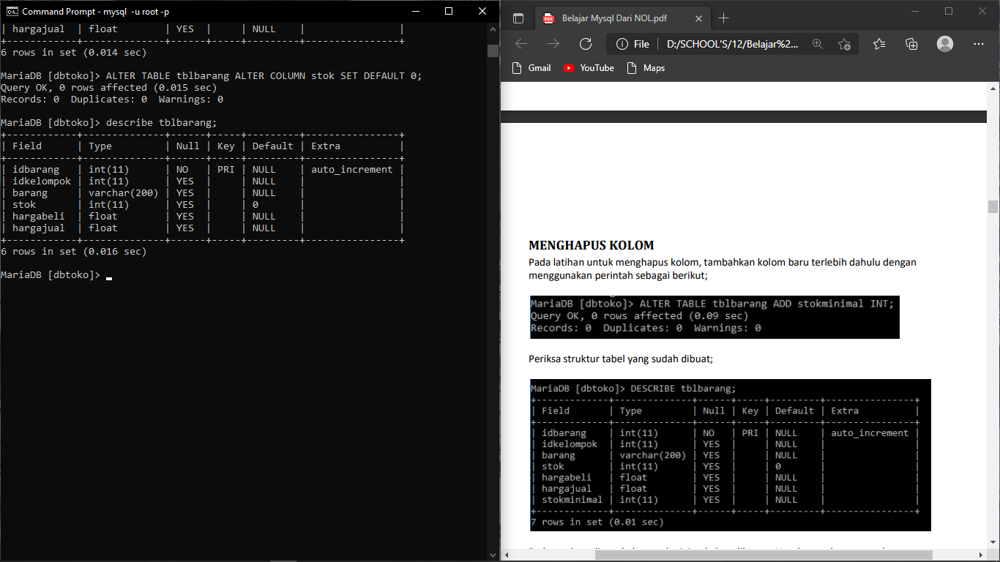 Command Prompt - mysql  -u root -p
| hargajual  | float        | YES  |     | NULL    |                |
+------------+--------------+------+-----+---------+----------------+
6 rows in set (0.014 sec)
MariaDB [dbtoko]> ALTER TABLE tblbarang ALTER COLUMN stok SET DEFAULT 0;
Query OK, 0 rows affected (0.015 sec)
Records: 0  Duplicates: 0  Warnings: 0
MariaDB [dbtoko]> describe tblbarang;
+------------+--------------+------+-----+---------+----------------+
| Field      | Type         | Null | Key | Default | Extra          |
+------------+--------------+------+-----+---------+----------------+
| idbarang   | int(11)      | NO   | PRI | NULL    | auto_increment |
| idkelompok | int(11)      | YES  |     | NULL    |                |
| barang     | varchar(200) | YES  |     | NULL    |                |
| stok       | int(11)      | YES  |     | 0       |                |
| hargabeli  | float        | YES  |     | NULL    |                |
| hargajual  | float        | YES  |     | NULL    |                |
+------------+--------------+------+-----+---------+----------------+
6 rows in set (0.016 sec)
MariaDB [dbtoko]>
Belajar Mysql Dari NOL.pdf
File | D:/SCHOOL'S/12/Belajar%2...
Gmail YouTube Maps
MENGHAPUS KOLOM
Pada latihan untuk menghapus kolom, tambahkan kolom baru terlebih dahulu dengan
menggunakan perintah sebagai berikut;
MariaDB [dbtoko]> ALTER TABLE tblbarang ADD stokminimal INT;
Query OK, 0 rows affected (0.09 sec)
Records: 0  Duplicates: 0  Warnings: 0
Periksa struktur tabel yang sudah dibuat;
MariaDB [dbtoko]> DESCRIBE tblbarang;
+-------------+--------------+------+-----+---------+----------------+
| Field       | Type         | Null | Key | Default | Extra          |
+-------------+--------------+------+-----+---------+----------------+
| idbarang    | int(11)      | NO   | PRI | NULL    | auto_increment |
| idkelompok  | int(11)      | YES  |     | NULL    |                |
| barang      | varchar(200) | YES  |     | NULL    |                |
| stok        | int(11)      | YES  |     | 0       |                |
| hargabeli   | float        | YES  |     | NULL    |                |
| hargajual   | float        | YES  |     | NULL    |                |
| stokminimal | int(11)      | YES  |     | NULL    |                |
+-------------+--------------+------+-----+---------+----------------+
7 rows in set (0.01 sec)